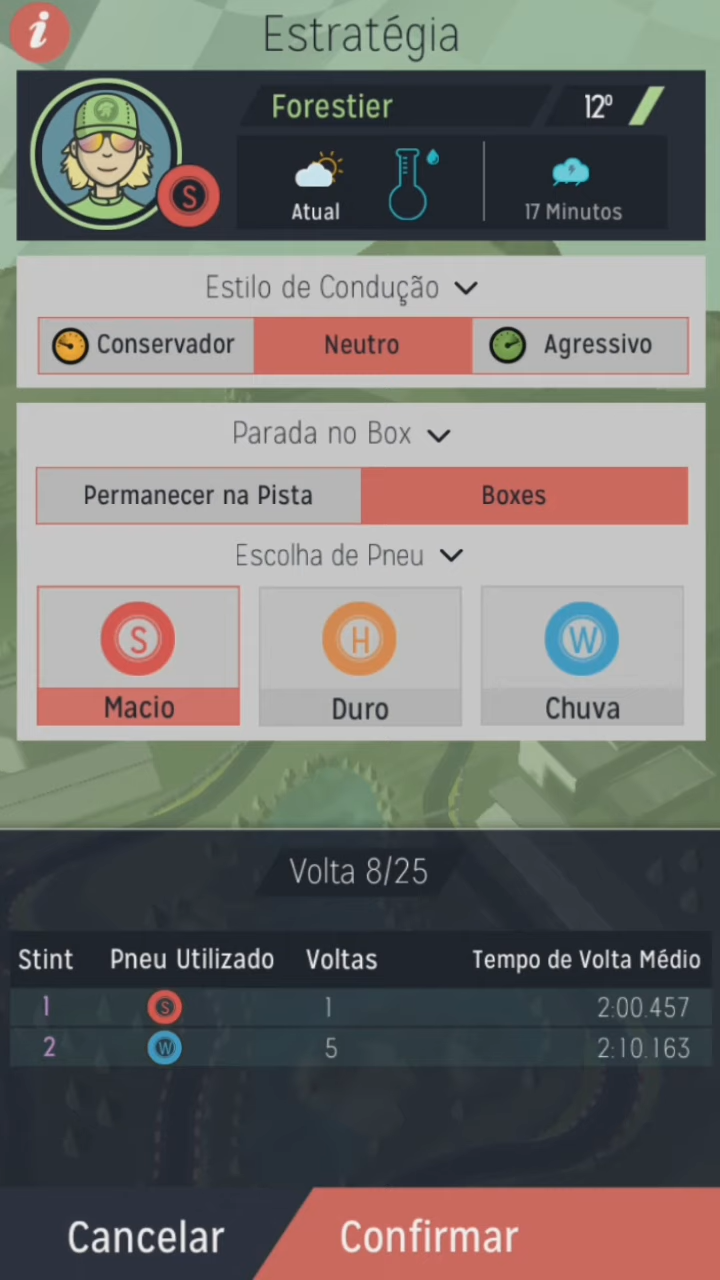 i
Estratégia
Forestier
12º
S
Atual
17 Minutos
Estilo de Condução
Conservador
Neutro
Agressivo
Parada no Box
Permanecer na Pista
Boxes
Escolha de Pneu
S
H
W
Macio
Duro
Chuva
Volta 8/25
Stint Pneu Utilizado Voltas Tempo de Volta Médio
1 S 1 2:00.457
2 W 5 2:10.163
Cancelar
Confirmar